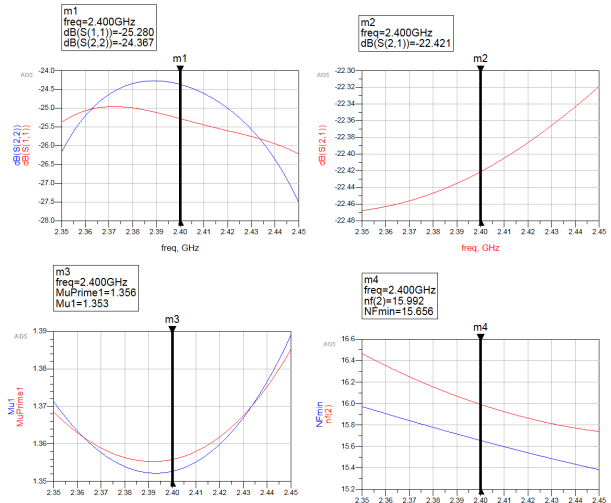 m1
freq=2.400GHz
dB(S(1,1))=-25.280
dB(S(2,2))=-24.367
m2
freq=2.400GHz
dB(S(2,1))=-22.421
m1
ADS
-24.0
-24.5
-25.0
-25.5
-26.0
-26.5
-27.0
-27.5
-28.0
dB(S(2,2))
dB(S(1,1))
2.35 2.36 2.37 2.38 2.39 2.40 2.41 2.42 2.43 2.44 2.45
freq, GHz
m2
ADS
-22.30
-22.32
-22.34
-22.36
-22.38
-22.40
-22.42
-22.44
-22.46
-22.48
dB(S(2,1))
2.35 2.36 2.37 2.38 2.39 2.40 2.41 2.42 2.43 2.44 2.45
freq, GHz
m3
freq=2.400GHz
MuPrime1=1.356
Mu1=1.353
m4
freq=2.400GHz
nf(2)=15.992
NFmin=15.656
m3
ADS
1.39
1.38
1.37
1.36
1.35
Mu1
MuPrime1
2.35 2.36 2.37 2.38 2.39 2.40 2.41 2.42 2.43 2.44 2.45
m4
ADS
16.6
16.4
16.2
16.0
15.8
15.6
15.4
15.2
NFmin
nf(2)
2.35 2.36 2.37 2.38 2.39 2.40 2.41 2.42 2.43 2.44 2.45